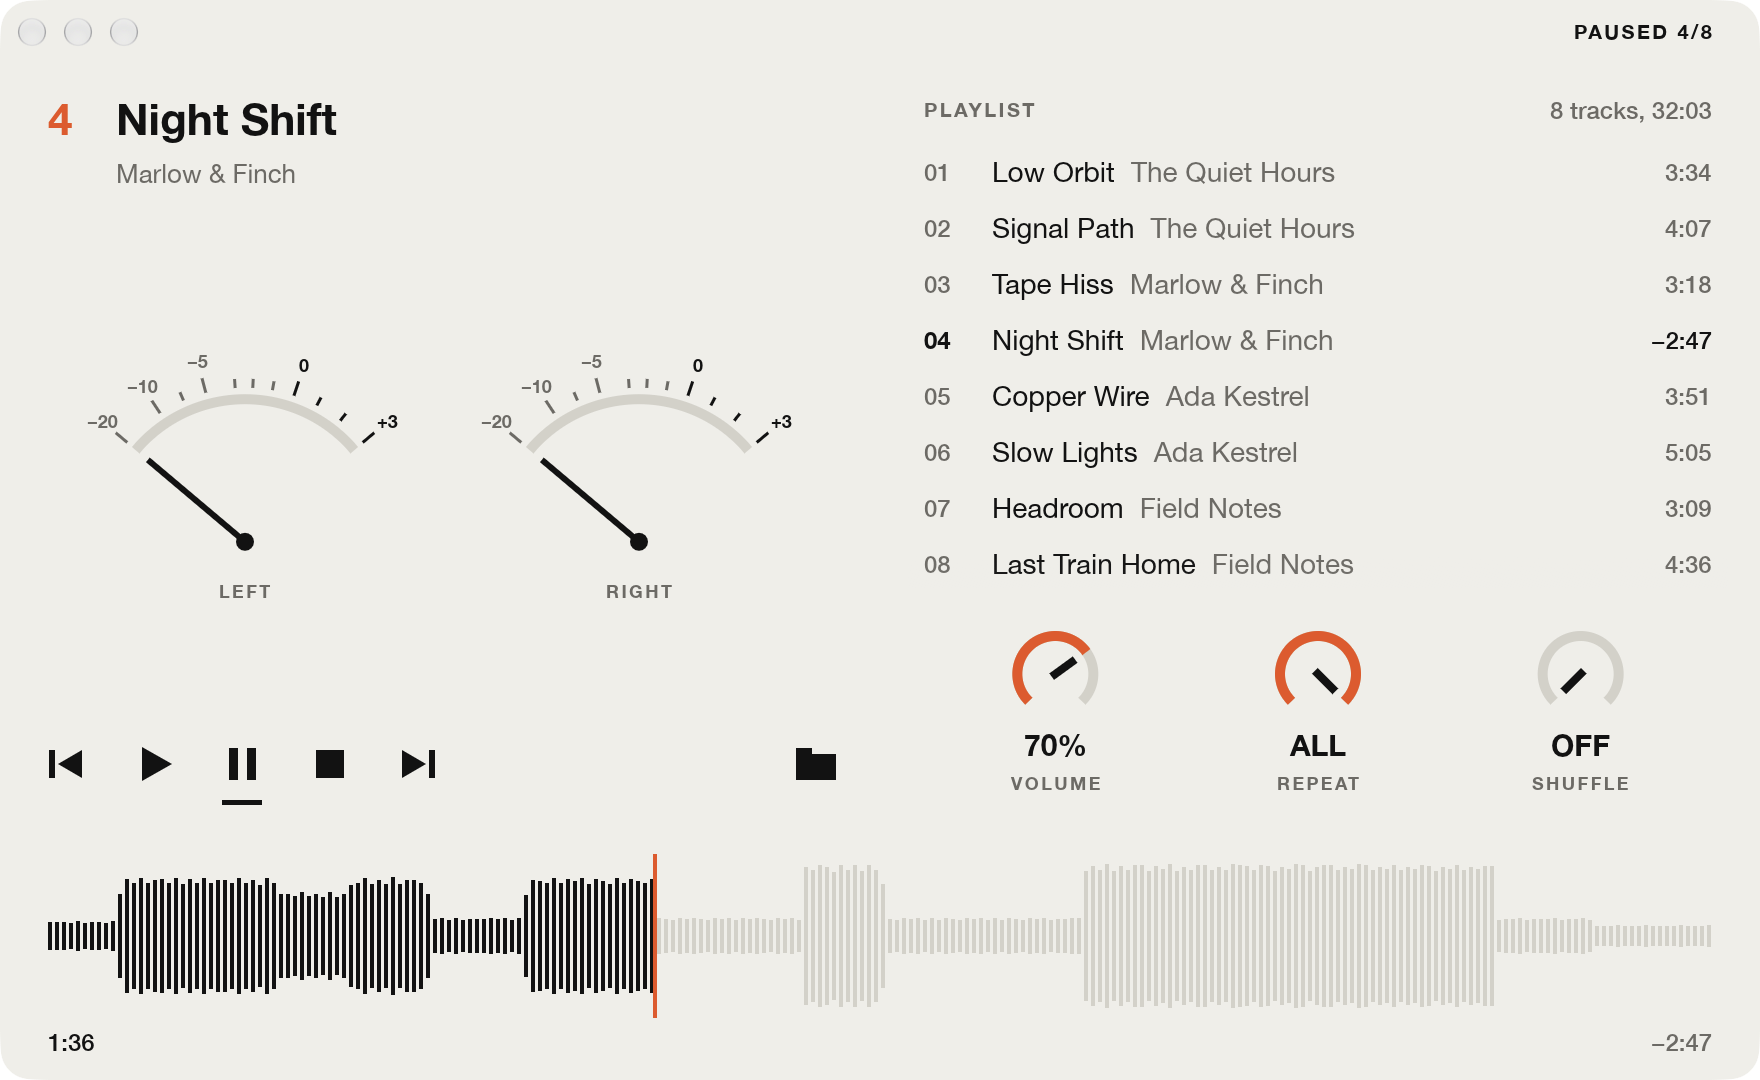 PAUSED 4/8
4 Night Shift
Marlow & Finch
−20 −10 −5 0 +3
LEFT
−20 −10 −5 0 +3
RIGHT
PLAYLIST 8 tracks, 32:03
01 Low Orbit The Quiet Hours 3:34
02 Signal Path The Quiet Hours 4:07
03 Tape Hiss Marlow & Finch 3:18
04 Night Shift Marlow & Finch −2:47
05 Copper Wire Ada Kestrel 3:51
06 Slow Lights Ada Kestrel 5:05
07 Headroom Field Notes 3:09
08 Last Train Home Field Notes 4:36
70% ALL OFF
VOLUME REPEAT SHUFFLE
1:36 −2:47